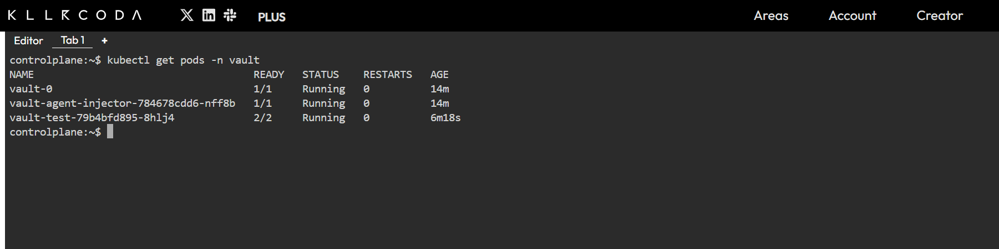 KLLRCODA PLUS Areas Account Creator
Editor Tab 1 +
controlplane:~$ kubectl get pods -n vault
NAME READY STATUS RESTARTS AGE
vault-0 1/1 Running 0 14m
vault-agent-injector-784678cdd6-nff8b 1/1 Running 0 14m
vault-test-79b4bfd895-8hlj4 2/2 Running 0 6m18s
controlplane:~$